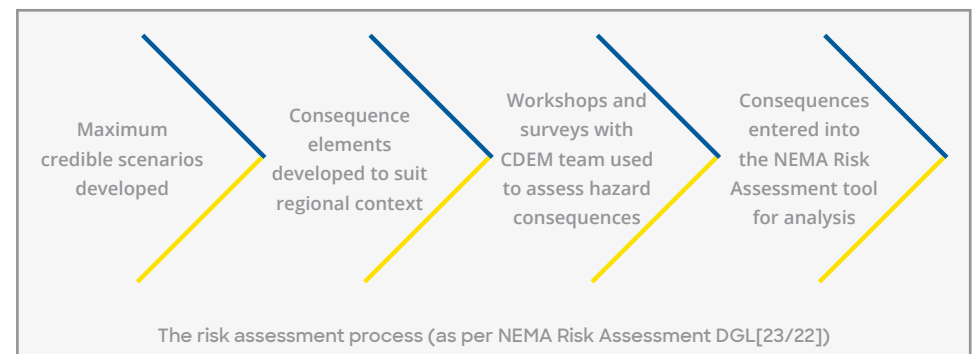 Maximum
credible scenarios
developed
Consequence
elements
developed to suit
regional context
Workshops and
surveys with
CDEM team used
to assess hazard
consequences
Consequences
entered into
the NEMA Risk
Assessment tool
for analysis
The risk assessment process (as per NEMA Risk Assessment DGL[23/22])